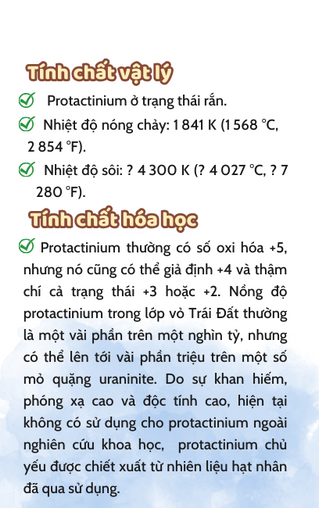 Tính chất vật lý
Protactinium ở trạng thái rắn.
Nhiệt độ nóng chảy: 1 841 K (1 568 °C,
2 854 °F).
Nhiệt độ sôi: ? 4 300 K (? 4 027 °C, ? 7
280 °F).
Tính chất hóa học
Protactinium thường có số oxi hóa +5,
nhưng nó cũng có thể giả định +4 và thậm
chí cả trạng thái +3 hoặc +2. Nồng độ
protactinium trong lớp vỏ Trái Đất thường
là một vài phần trên một nghìn tỷ, nhưng
có thể lên tới vài phần triệu trên một số
mỏ quặng uraninite. Do sự khan hiếm,
phóng xạ cao và độc tính cao, hiện tại
không có sử dụng cho protactinium ngoài
nghiên cứu khoa học, protactinium chủ
yếu được chiết xuất từ nhiên liệu hạt nhân
đã qua sử dụng.